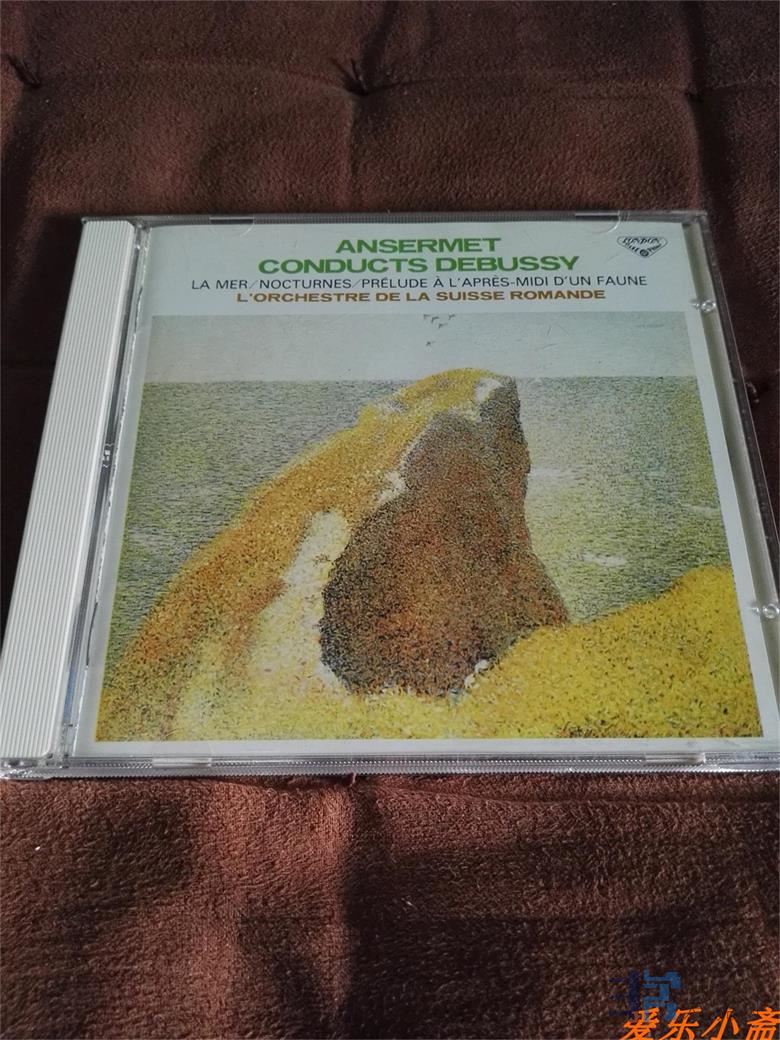 ANSERMET
CONDUCTS DEBUSSY
LA MER/NOCTURNES/PRÉLUDE À L'APRÈS-MIDI D'UN FAUNE
L'ORCHESTRE DE LA SUISSE ROMANDE
LONDON
爱乐小斋